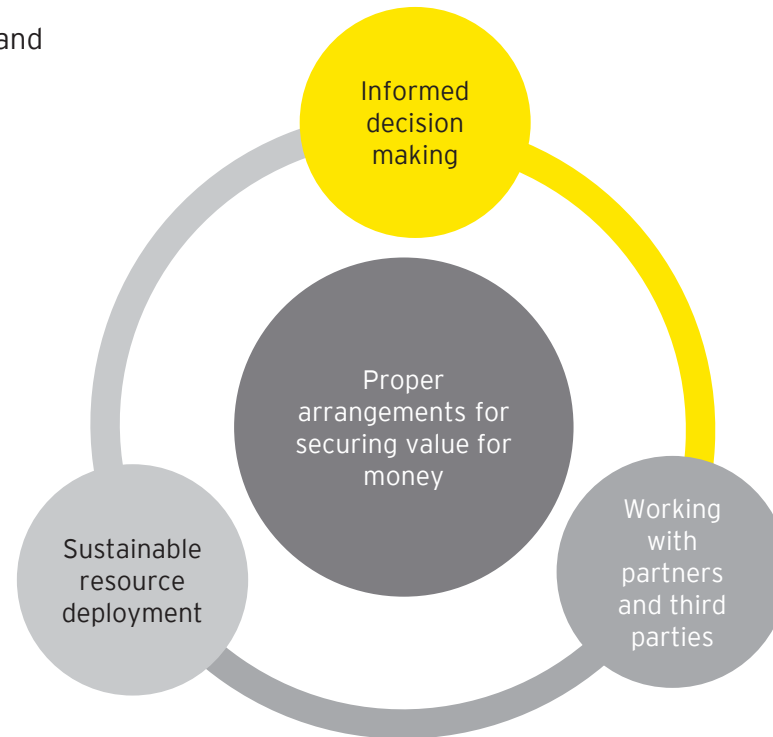 and
Informed
decision
making
Proper
arrangements for
securing value for
money
Sustainable
resource
deployment
Working
with
partners
and third
parties